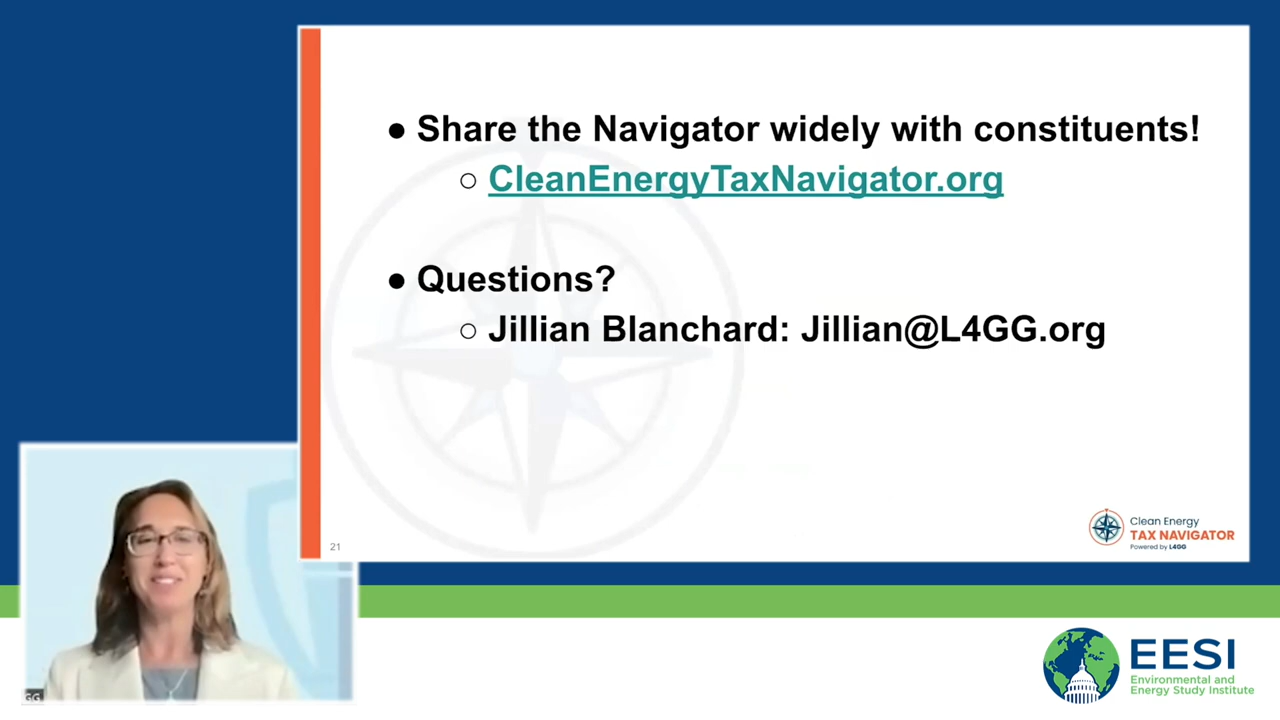 ● Share the Navigator widely with constituents!
○ CleanEnergyTaxNavigator.org
● Questions?
○ Jillian Blanchard: Jillian@L4GG.org
21
Clean Energy
TAX NAVIGATOR
Powered by L4GG
GG
EESI
Environmental and
Energy Study Institute